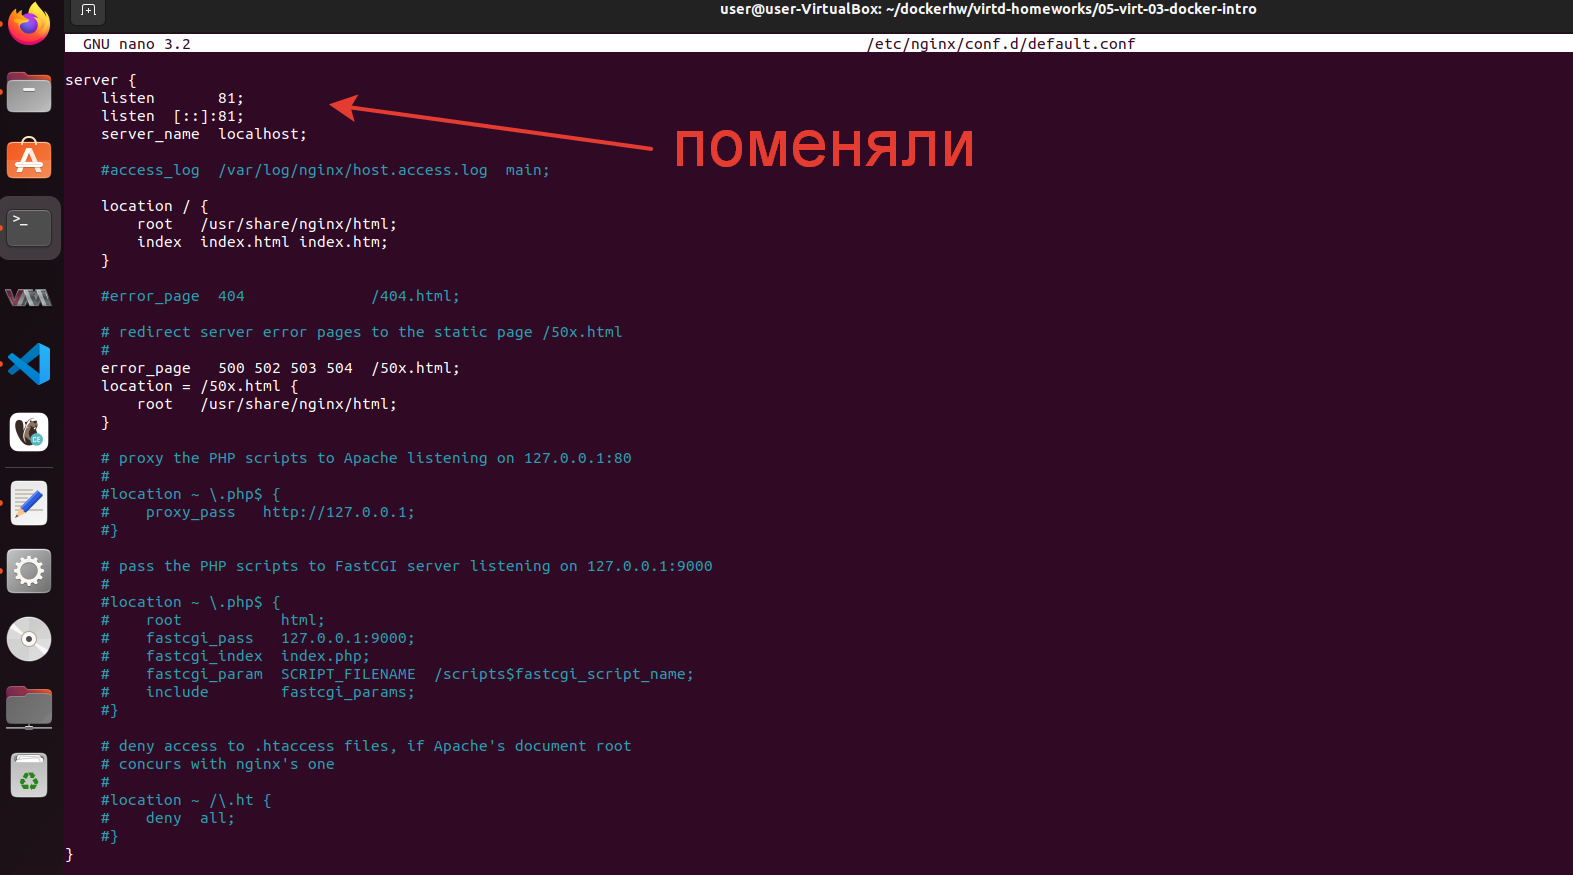 user@user-VirtualBox: ~/dockerhw/virtd-homeworks/05-virt-03-docker-intro
GNU nano 3.2 /etc/nginx/conf.d/default.conf
server {
    listen       81;
    listen  [::]:81;
    server_name  localhost;
поменяли
    #access_log  /var/log/nginx/host.access.log  main;
    location / {
        root   /usr/share/nginx/html;
        index  index.html index.htm;
    }
    #error_page  404              /404.html;
    # redirect server error pages to the static page /50x.html
    #
    error_page   500 502 503 504  /50x.html;
    location = /50x.html {
        root   /usr/share/nginx/html;
    }
    # proxy the PHP scripts to Apache listening on 127.0.0.1:80
    #
    #location ~ \.php$ {
    #    proxy_pass   http://127.0.0.1;
    #}
    # pass the PHP scripts to FastCGI server listening on 127.0.0.1:9000
    #
    #location ~ \.php$ {
    #    root           html;
    #    fastcgi_pass   127.0.0.1:9000;
    #    fastcgi_index  index.php;
    #    fastcgi_param  SCRIPT_FILENAME  /scripts$fastcgi_script_name;
    #    include        fastcgi_params;
    #}
    # deny access to .htaccess files, if Apache's document root
    # concurs with nginx's one
    #
    #location ~ /\.ht {
    #    deny  all;
    #}
}